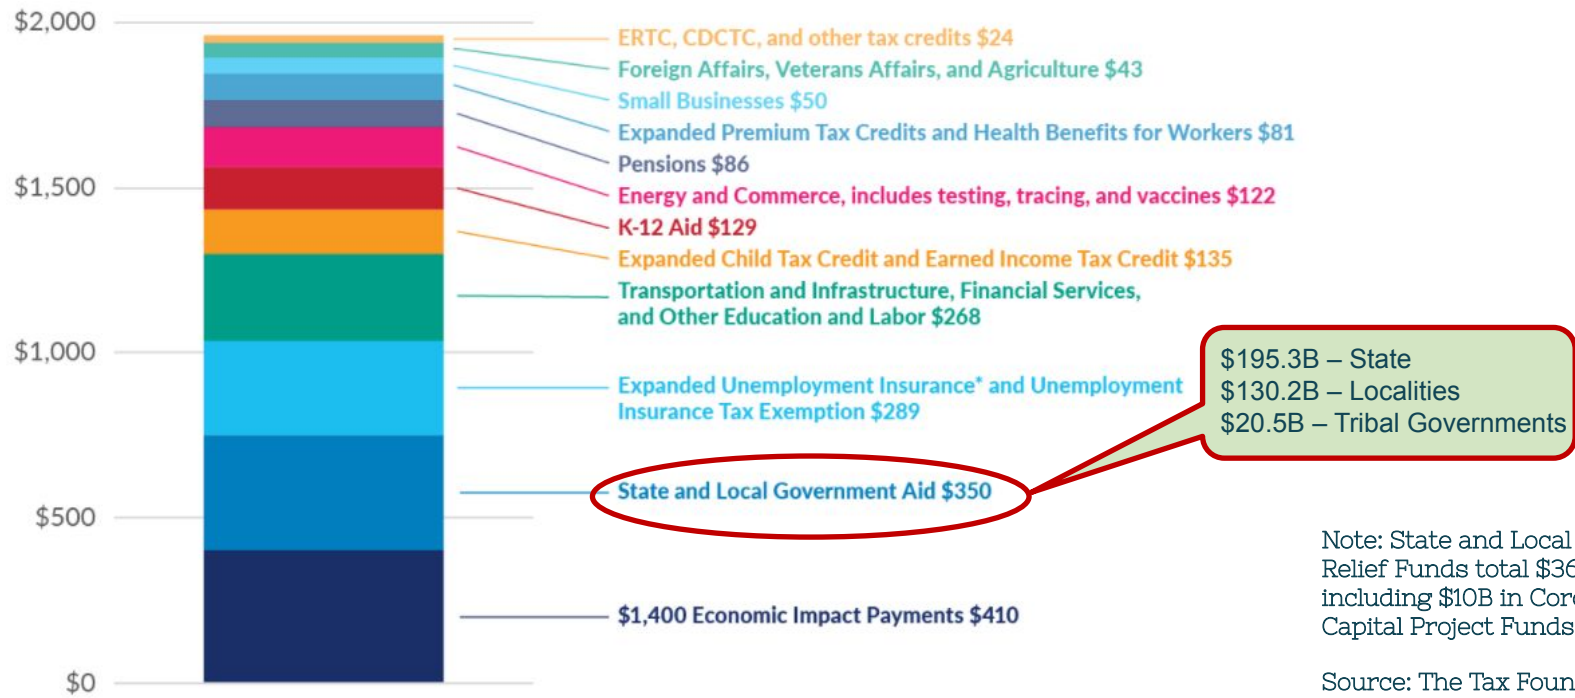 $2,000
$1,500
$1,000
$500
$0
ERTC, CDCTC, and other tax credits $24
Foreign Affairs, Veterans Affairs, and Agriculture $43
Small Businesses $50
Expanded Premium Tax Credits and Health Benefits for Workers $81
Pensions $86
Energy and Commerce, includes testing, tracing, and vaccines $122
K-12 Aid $129
Expanded Child Tax Credit and Earned Income Tax Credit $135
Transportation and Infrastructure, Financial Services,
and Other Education and Labor $268
Expanded Unemployment Insurance* and Unemployment
Insurance Tax Exemption $289
State and Local Government Aid $350
$1,400 Economic Impact Payments $410
$195.3B – State
$130.2B – Localities
$20.5B – Tribal Governments
Note: State and Local
Relief Funds total
including $10B in
Capital Project Funds
Source: The Tax